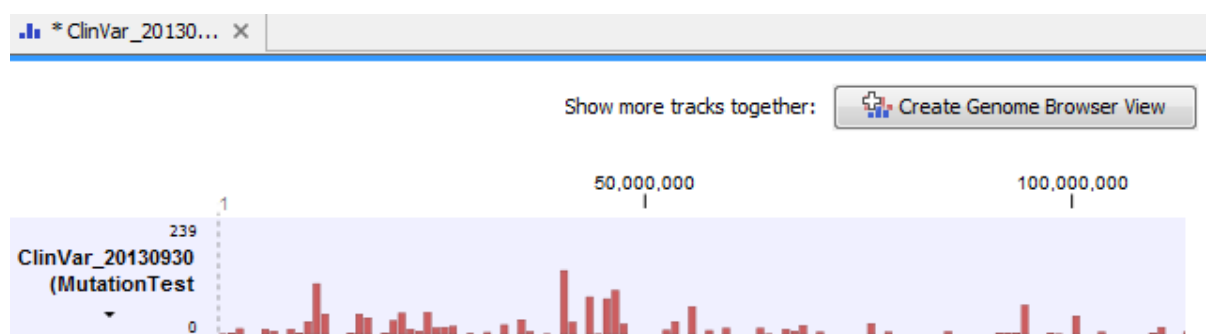 * ClinVar_20130...
Show more tracks together: Create Genome Browser View
50,000,000 100,000,000
1
239
ClinVar_20130930
(MutationTest
0